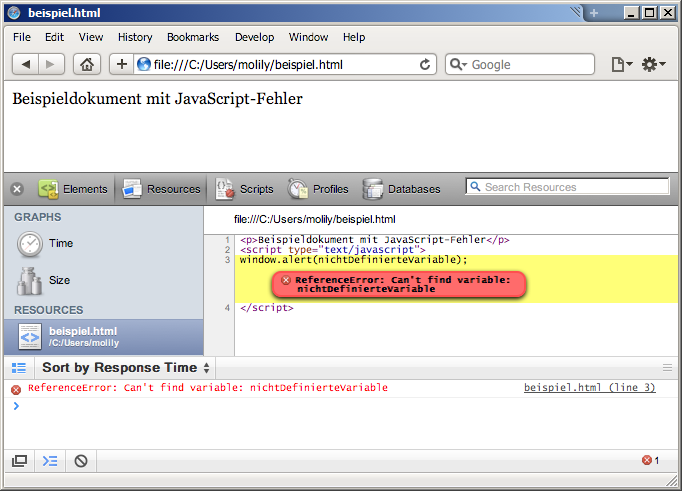 beispiel.html
File Edit View History Bookmarks Develop Window Help
file:///C:/Users/molily/beispiel.html Google
Beispieldokument mit JavaScript-Fehler
Elements Resources Scripts Profiles Databases Search Resources
GRAPHS
Time
Size
RESOURCES
beispiel.html
/C:/Users/molily
file:///C:/Users/molily/beispiel.html
1 <p>Beispieldokument mit JavaScript-Fehler</p>
2 <script type="text/javascript">
3 window.alert(nichtDefinierteVariable);
ReferenceError: Can't find variable:
nichtDefinierteVariable
4 </script>
Sort by Response Time
ReferenceError: Can't find variable: nichtDefinierteVariable beispiel.html (line 3)
1